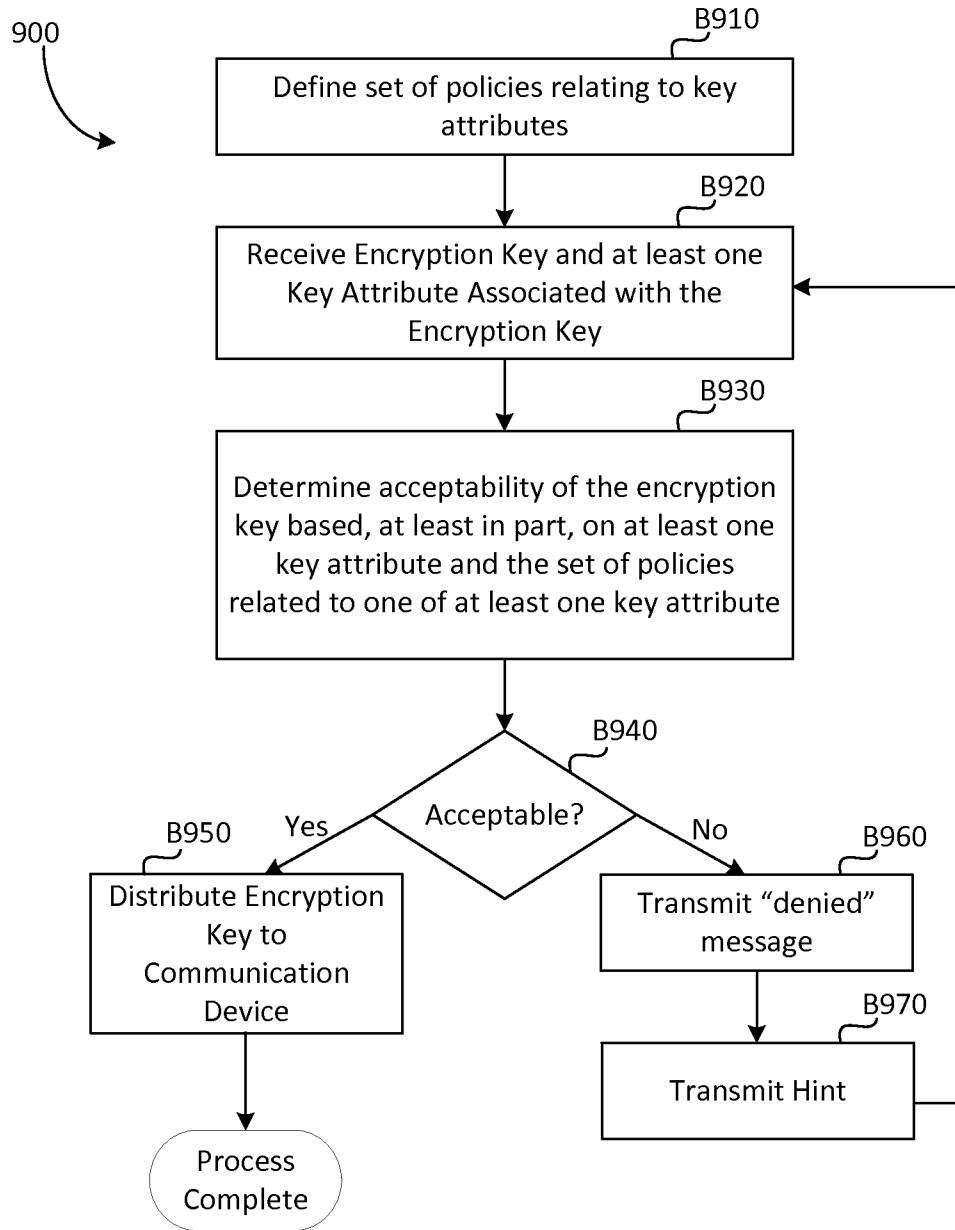 900
B910
Define set of policies relating to key
attributes
B920
Receive Encryption Key and at least one
Key Attribute Associated with the
Encryption Key
B930
Determine acceptability of the encryption
key based, at least in part, on at least one
key attribute and the set of policies
related to one of at least one key attribute
B940
Acceptable?
Yes
No
B950
Distribute Encryption
Key to
Communication
Device
B960
Transmit “denied”
message
B970
Transmit Hint
Process
Complete